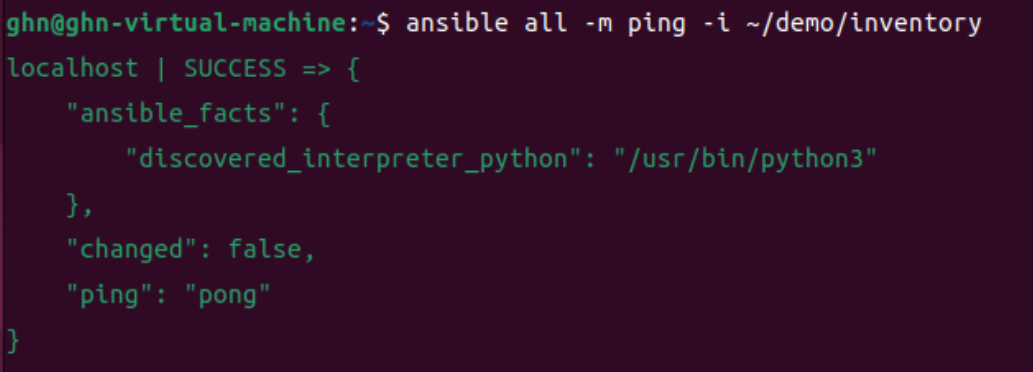 ghn@ghn-virtual-machine:~$ ansible all -m ping -i ~/demo/inventory
localhost | SUCCESS => {
    "ansible_facts": {
        "discovered_interpreter_python": "/usr/bin/python3"
    },
    "changed": false,
    "ping": "pong"
}